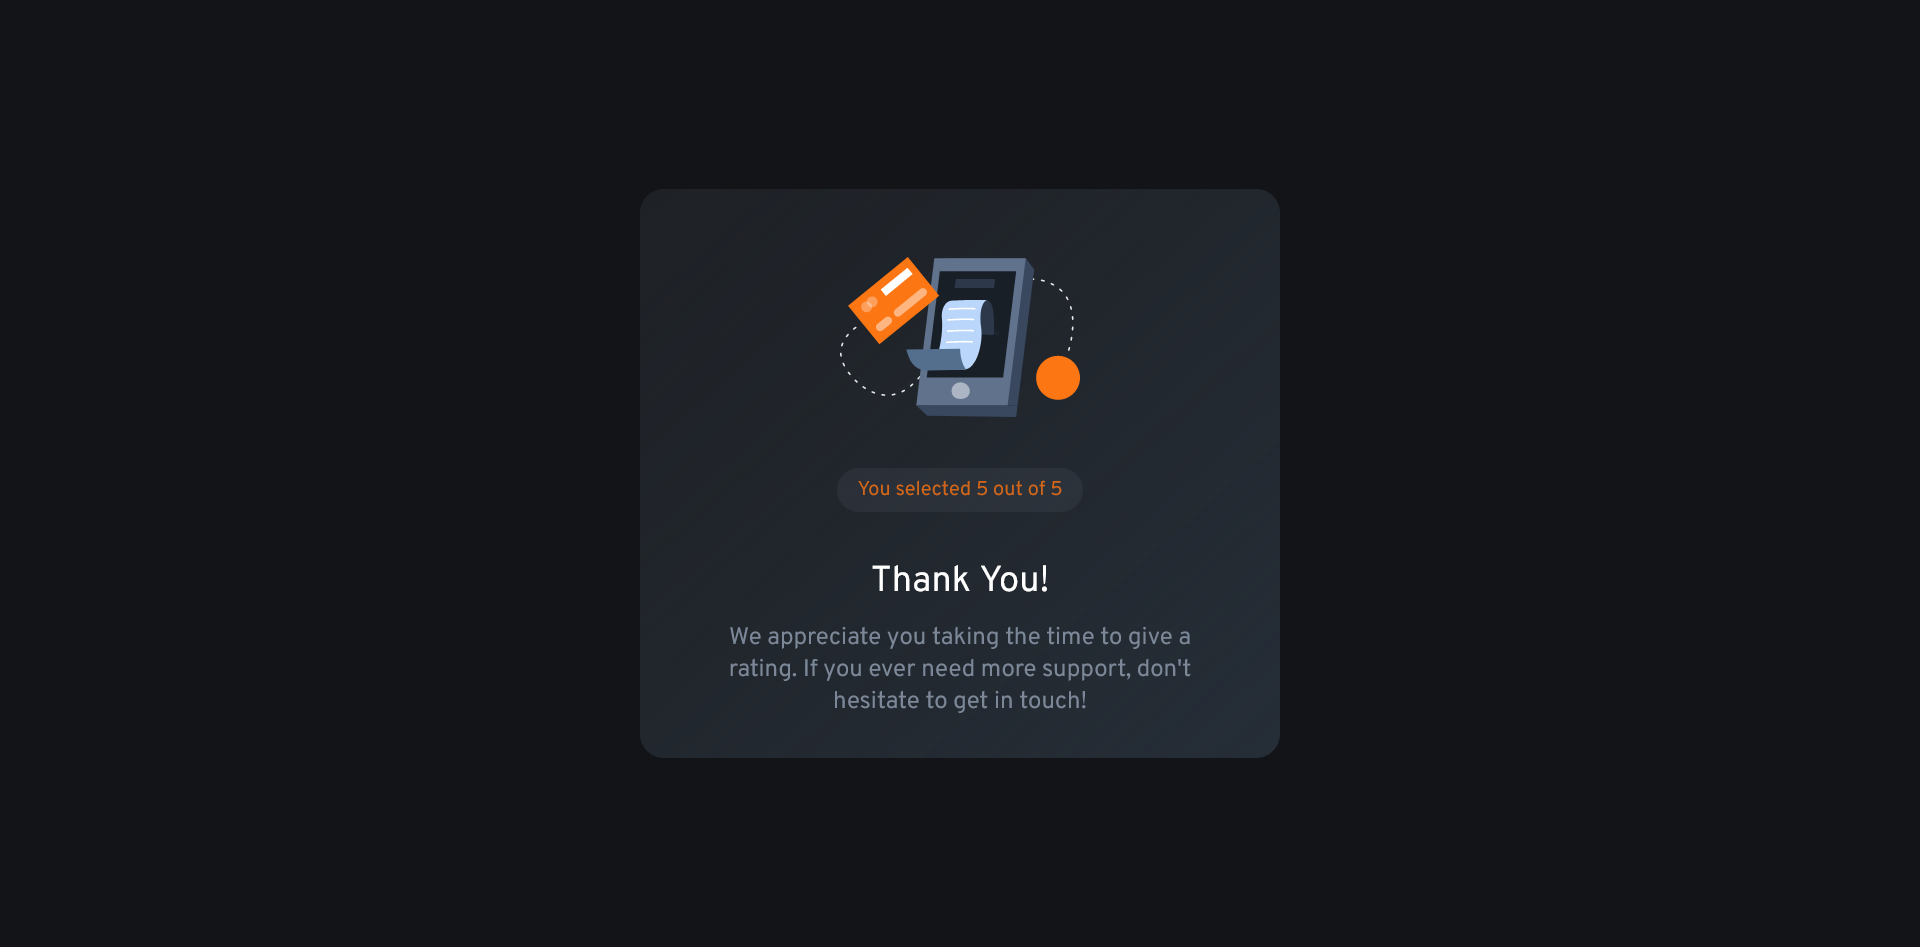 You selected 5 out of 5
Thank You!
We appreciate you taking the time to give a
rating. If you ever need more support, don't
hesitate to get in touch!